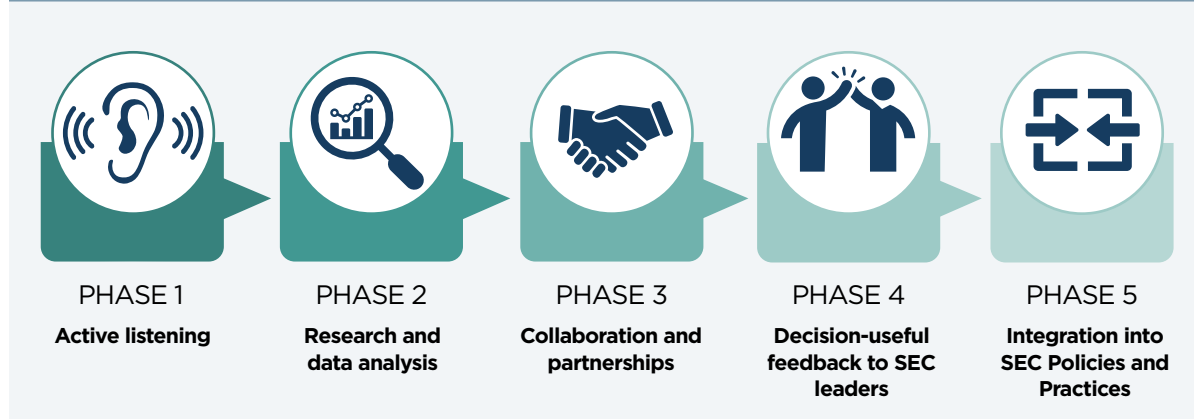 PHASE 1
Active listening
PHASE 2
Research and
data analysis
PHASE 3
Collaboration and
partnerships
PHASE 4
Decision-useful
feedback to SEC
leaders
PHASE 5
Integration into
SEC Policies and
Practices